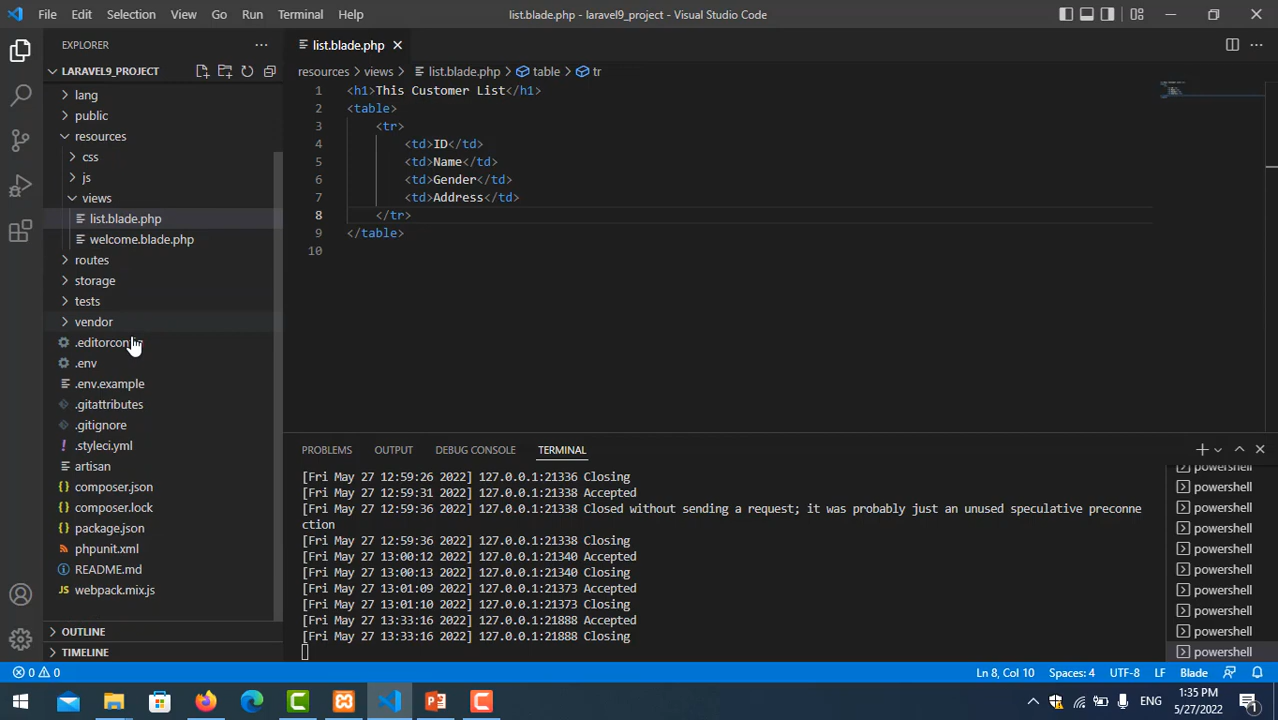 File Edit Selection View Go Run Terminal Help list.blade.php - laravel9_project - Visual Studio Code
EXPLORER
LARAVEL9_PROJECT
lang
public
resources
css
js
views
list.blade.php
welcome.blade.php
routes
storage
tests
vendor
.env
.env.example
.gitattributes
.gitignore
.styleci.yml
artisan
composer.json
composer.lock
package.json
phpunit.xml
README.md
webpack.mix.js
OUTLINE
TIMELINE
list.blade.php
resources > views > list.blade.php > table > tr
1 <h1>This Customer List</h1>
2 <table>
3 <tr>
4 <td>ID</td>
5 <td>Name</td>
6 <td>Gender</td>
7 <td>Address</td>
8 </tr>
9 </table>
10
PROBLEMS OUTPUT DEBUG CONSOLE TERMINAL
[Fri May 27 12:59:26 2022] 127.0.0.1:21336 Closing
[Fri May 27 12:59:31 2022] 127.0.0.1:21338 Accepted
[Fri May 27 12:59:36 2022] 127.0.0.1:21338 Closed without sending a request; it was probably just an unused speculative preconne
ction
[Fri May 27 12:59:36 2022] 127.0.0.1:21338 Closing
[Fri May 27 13:00:12 2022] 127.0.0.1:21340 Accepted
[Fri May 27 13:00:13 2022] 127.0.0.1:21340 Closing
[Fri May 27 13:01:09 2022] 127.0.0.1:21373 Accepted
[Fri May 27 13:01:10 2022] 127.0.0.1:21373 Closing
[Fri May 27 13:33:16 2022] 127.0.0.1:21888 Accepted
[Fri May 27 13:33:16 2022] 127.0.0.1:21888 Closing
powershell
powershell
powershell
powershell
powershell
powershell
powershell
powershell
powershell
powershell
0 0 Ln 8, Col 10 Spaces: 4 UTF-8 LF Blade
ENG
1:35 PM
5/27/2022
1